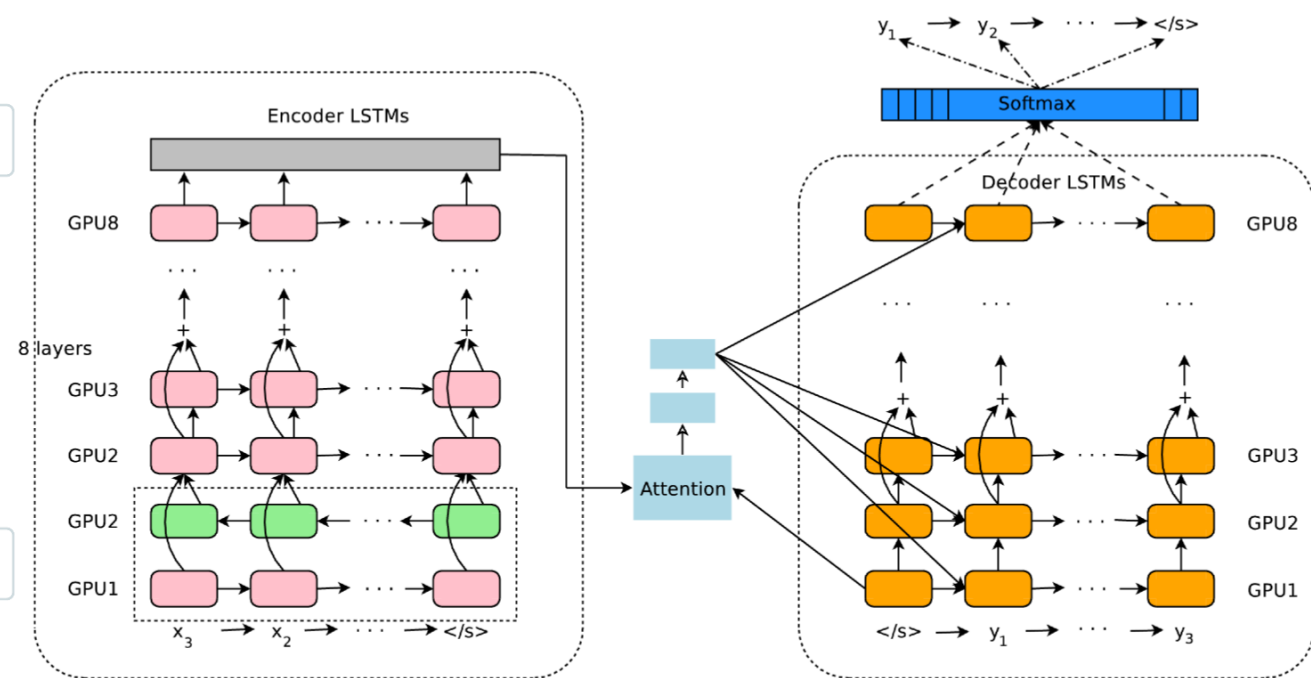 y1 y2 · · · </s>
Softmax
Encoder LSTMs
Decoder LSTMs
GPU8 · · · · · · GPU8
· · · · · · · · ·
· · · · · · · · ·
+ + +
8 layers
GPU3 · · ·
+ + +
GPU2 · · · · · · GPU3
Attention
GPU2 · · · · · · GPU2
GPU1 · · · · · · GPU1
x3 x2 · · · </s>
</s> y1 · · · y3